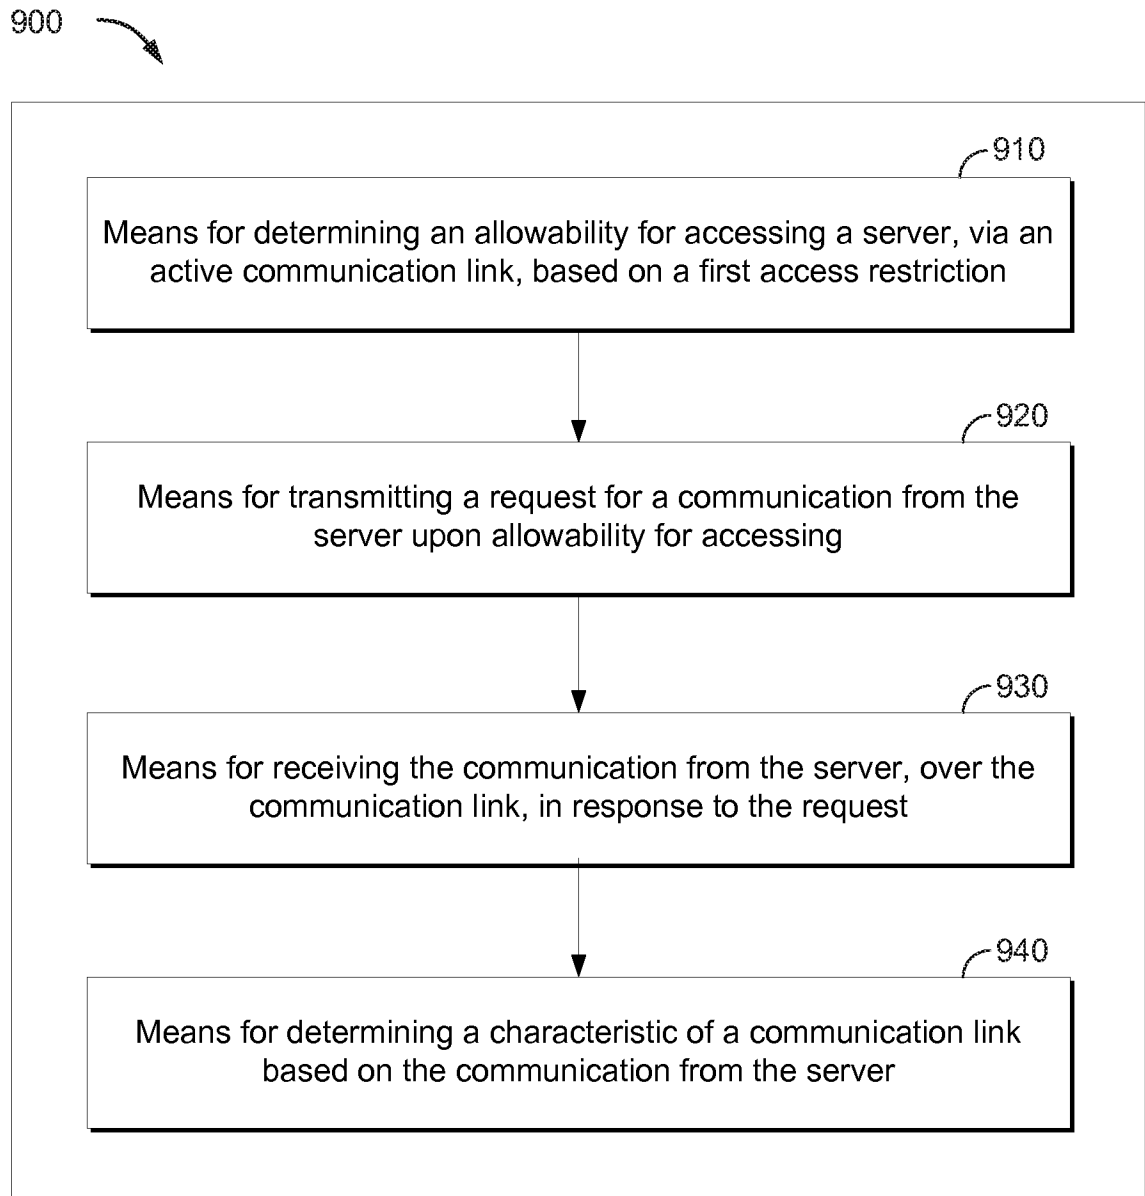 900
910
Means for determining an allowability for accessing a server, via an
active communication link, based on a first access restriction
920
Means for transmitting a request for a communication from the
server upon allowability for accessing
930
Means for receiving the communication from the server, over the
communication link, in response to the request
940
Means for determining a characteristic of a communication link
based on the communication from the server